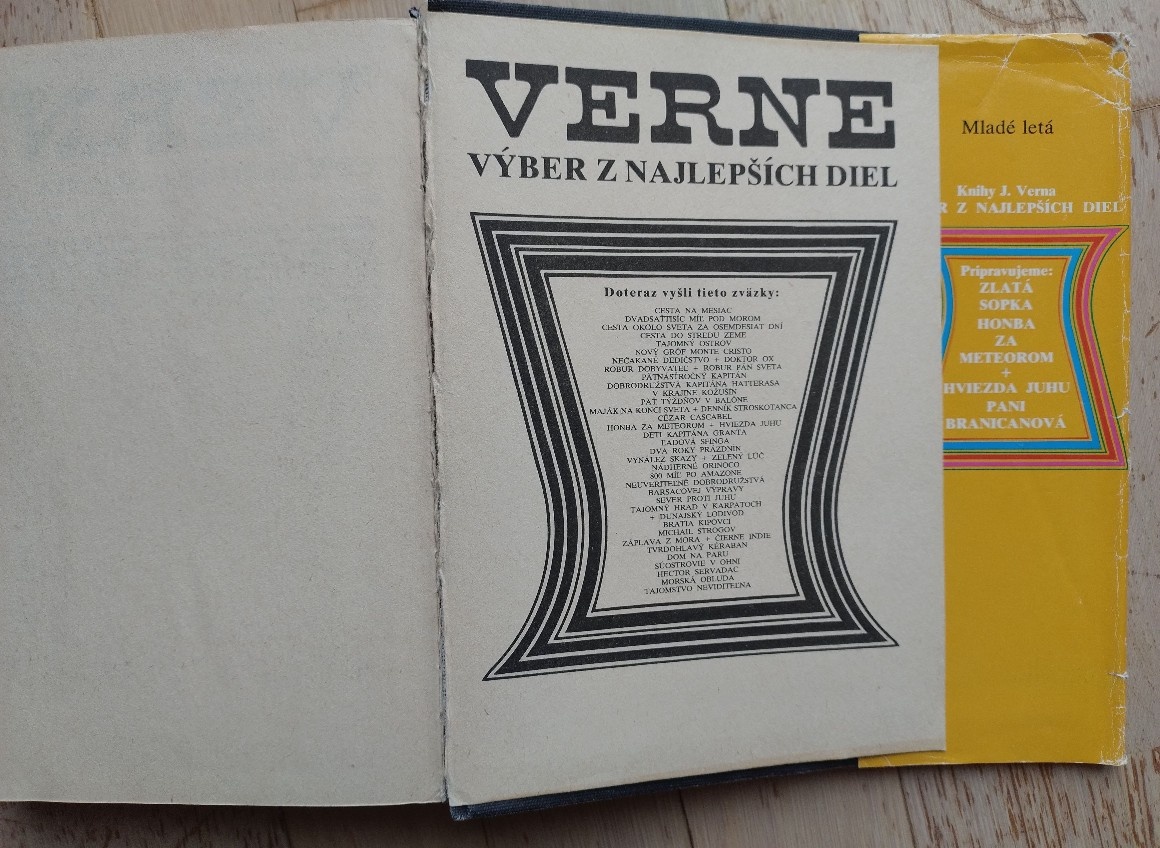 VERNE
VÝBER Z NAJLEPŠÍCH DIEL
Doteraz vyšli tieto zväzky:
CESTA NA MESIAC
DVADSAŤTISÍC MÍĽ POD MOROM
CESTA OKOLO SVETA ZA OSEMDESIAT DNÍ
CESTA DO STREDU ZEME
TAJOMNÝ OSTROV
NOVÝ GRÓF MONTE CRISTO
NEČAKANÉ DEDIČSTVO + DOKTOR OX
ROBUR DOBYVATEĽ + ROBUR PÁN SVETA
PÄTNÁSŤROČNÝ KAPITÁN
DOBRODRUŽSTVÁ KAPITÁNA HATTERASA
V KRAJINE KOŽUŠÍN
PÄŤ TÝŽDŇOV V BALÓNE
MAJÁK NA KONCI SVETA + DENNÍK STROSKOTANCA
CÉZAR CASCABEL
HONBA ZA METEOROM + HVIEZDA JUHU
DETI KAPITÁNA GRANTA
ĽADOVÁ SFINGA
DVA ROKY PRÁZDNIN
VYNÁLEZ SKAZY + ZELENÝ LÚČ
NÁDHERNÉ ORINOCO
800 MÍĽ PO AMAZONE
NEUVERITEĽNÉ DOBRODRUŽSTVÁ
BARSACOVEJ VÝPRAVY
SEVER PROTI JUHU
TAJOMNÝ HRAD V KARPATOCH
+ DUNAJSKÝ LODIVOD
BRATIA KIPOVCI
MICHAIL STROGOV
ZÁPLAVA Z MORA + ČIERNE INDIE
TVRDOHLAVÝ KERABAN
DOM NA PARU
SÚOSTROVIE V OHNI
HECTOR SERVADAC
MORSKÁ OBLUDA
TAJOMSTVO NEVIDITEĽNA
Mladé letá
Knihy J. Verna
R Z NAJLEPŠÍCH DIEL
Pripravujeme:
ZLATÁ
SOPKA
HONBA
ZA
METEOROM
+
HVIEZDA JUHU
PANI
BRANICANOVÁ